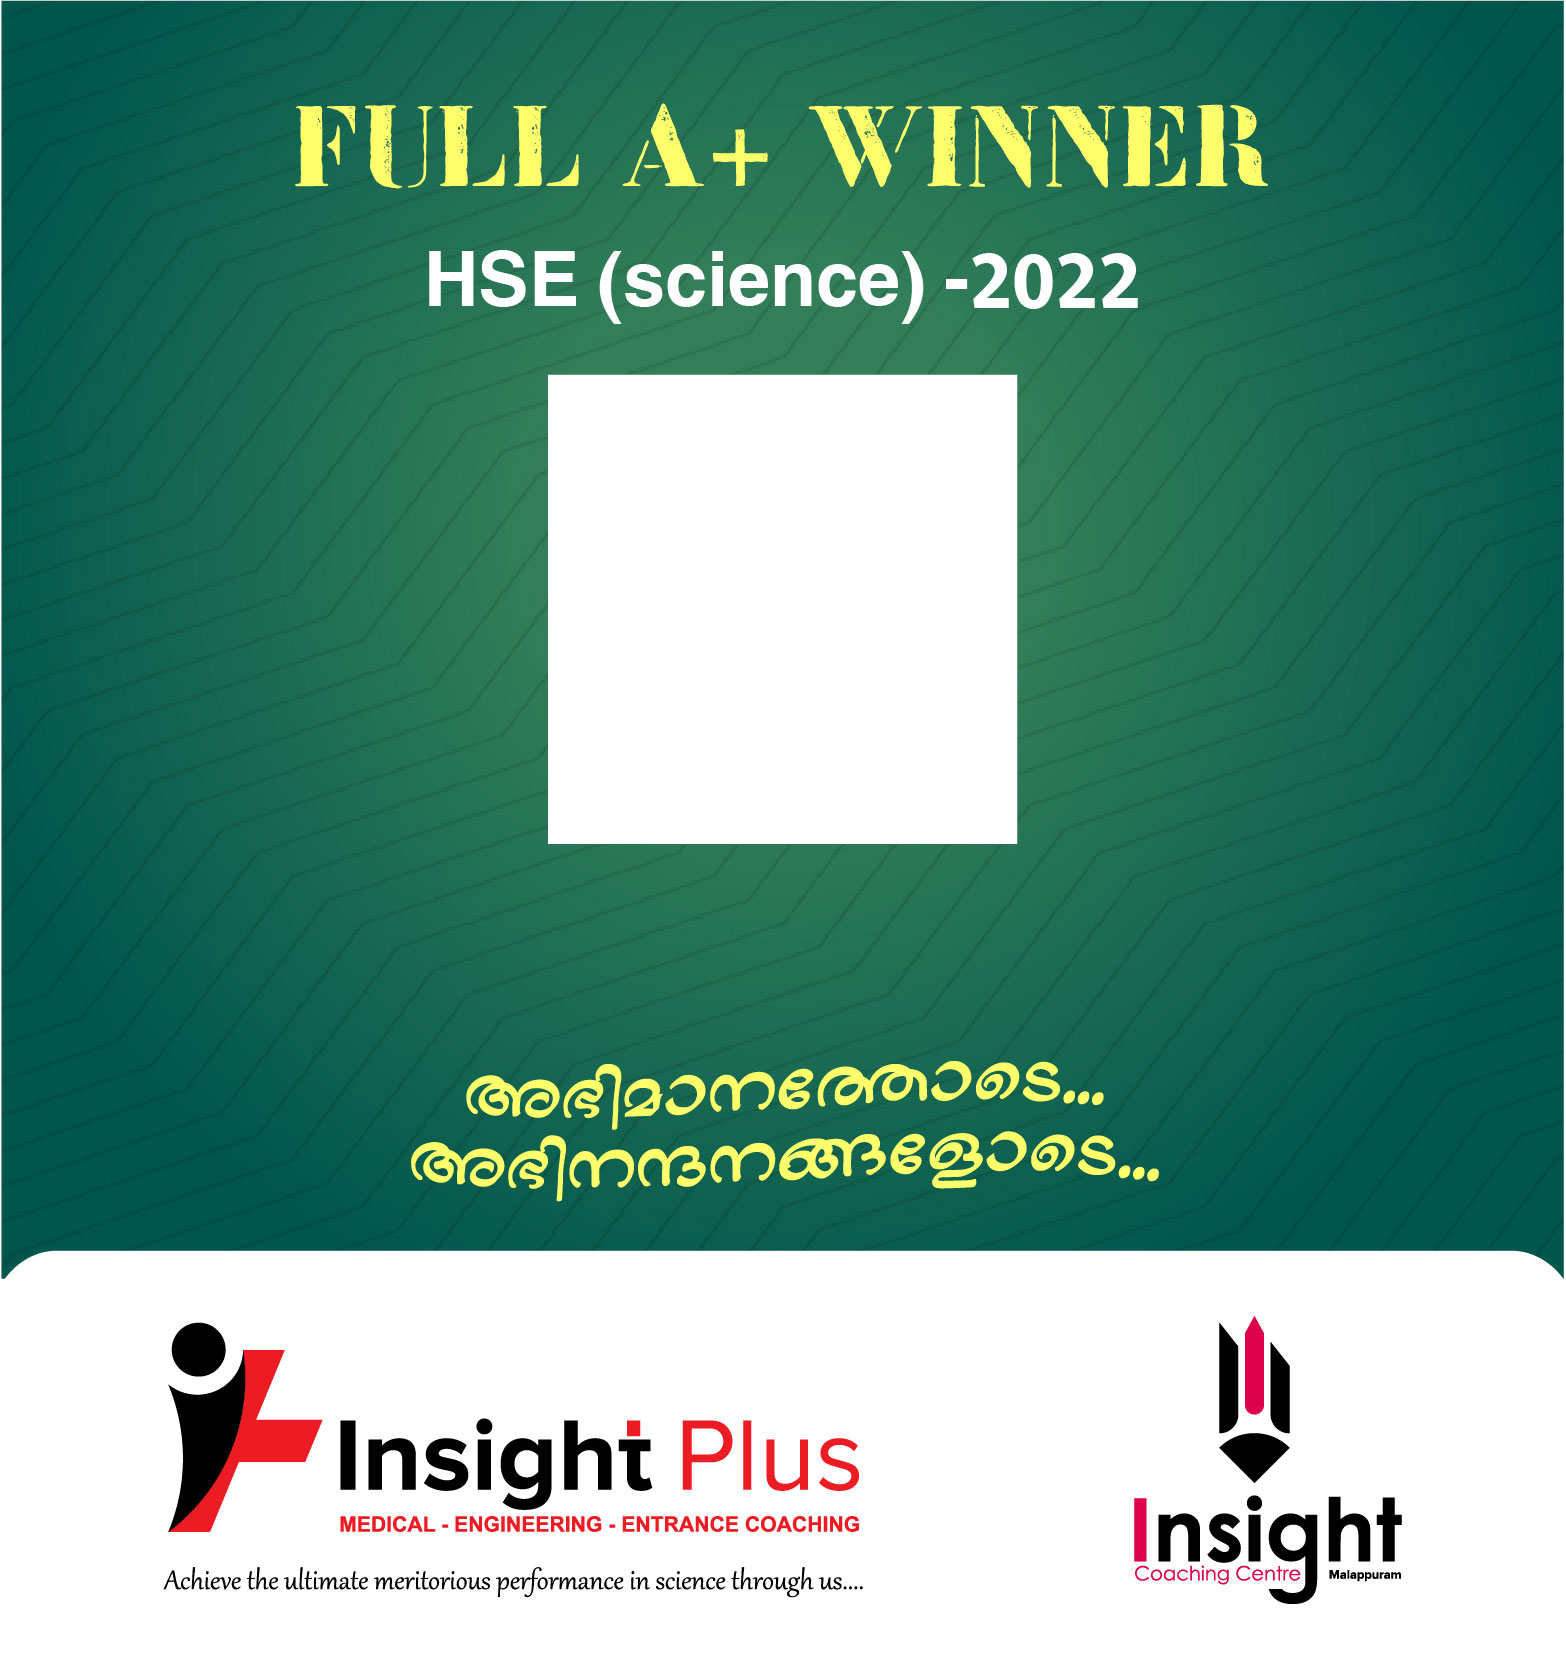 FULL A+ WINNER
HSE (science) -2022
അഭിമാനത്തോടെ...
അഭിനന്ദനങ്ങളോടെ...
Insight Plus
MEDICAL - ENGINEERING - ENTRANCE COACHING
Achieve the ultimate meritorious performance in science through us....
Insight
Coaching Centre Malappuram